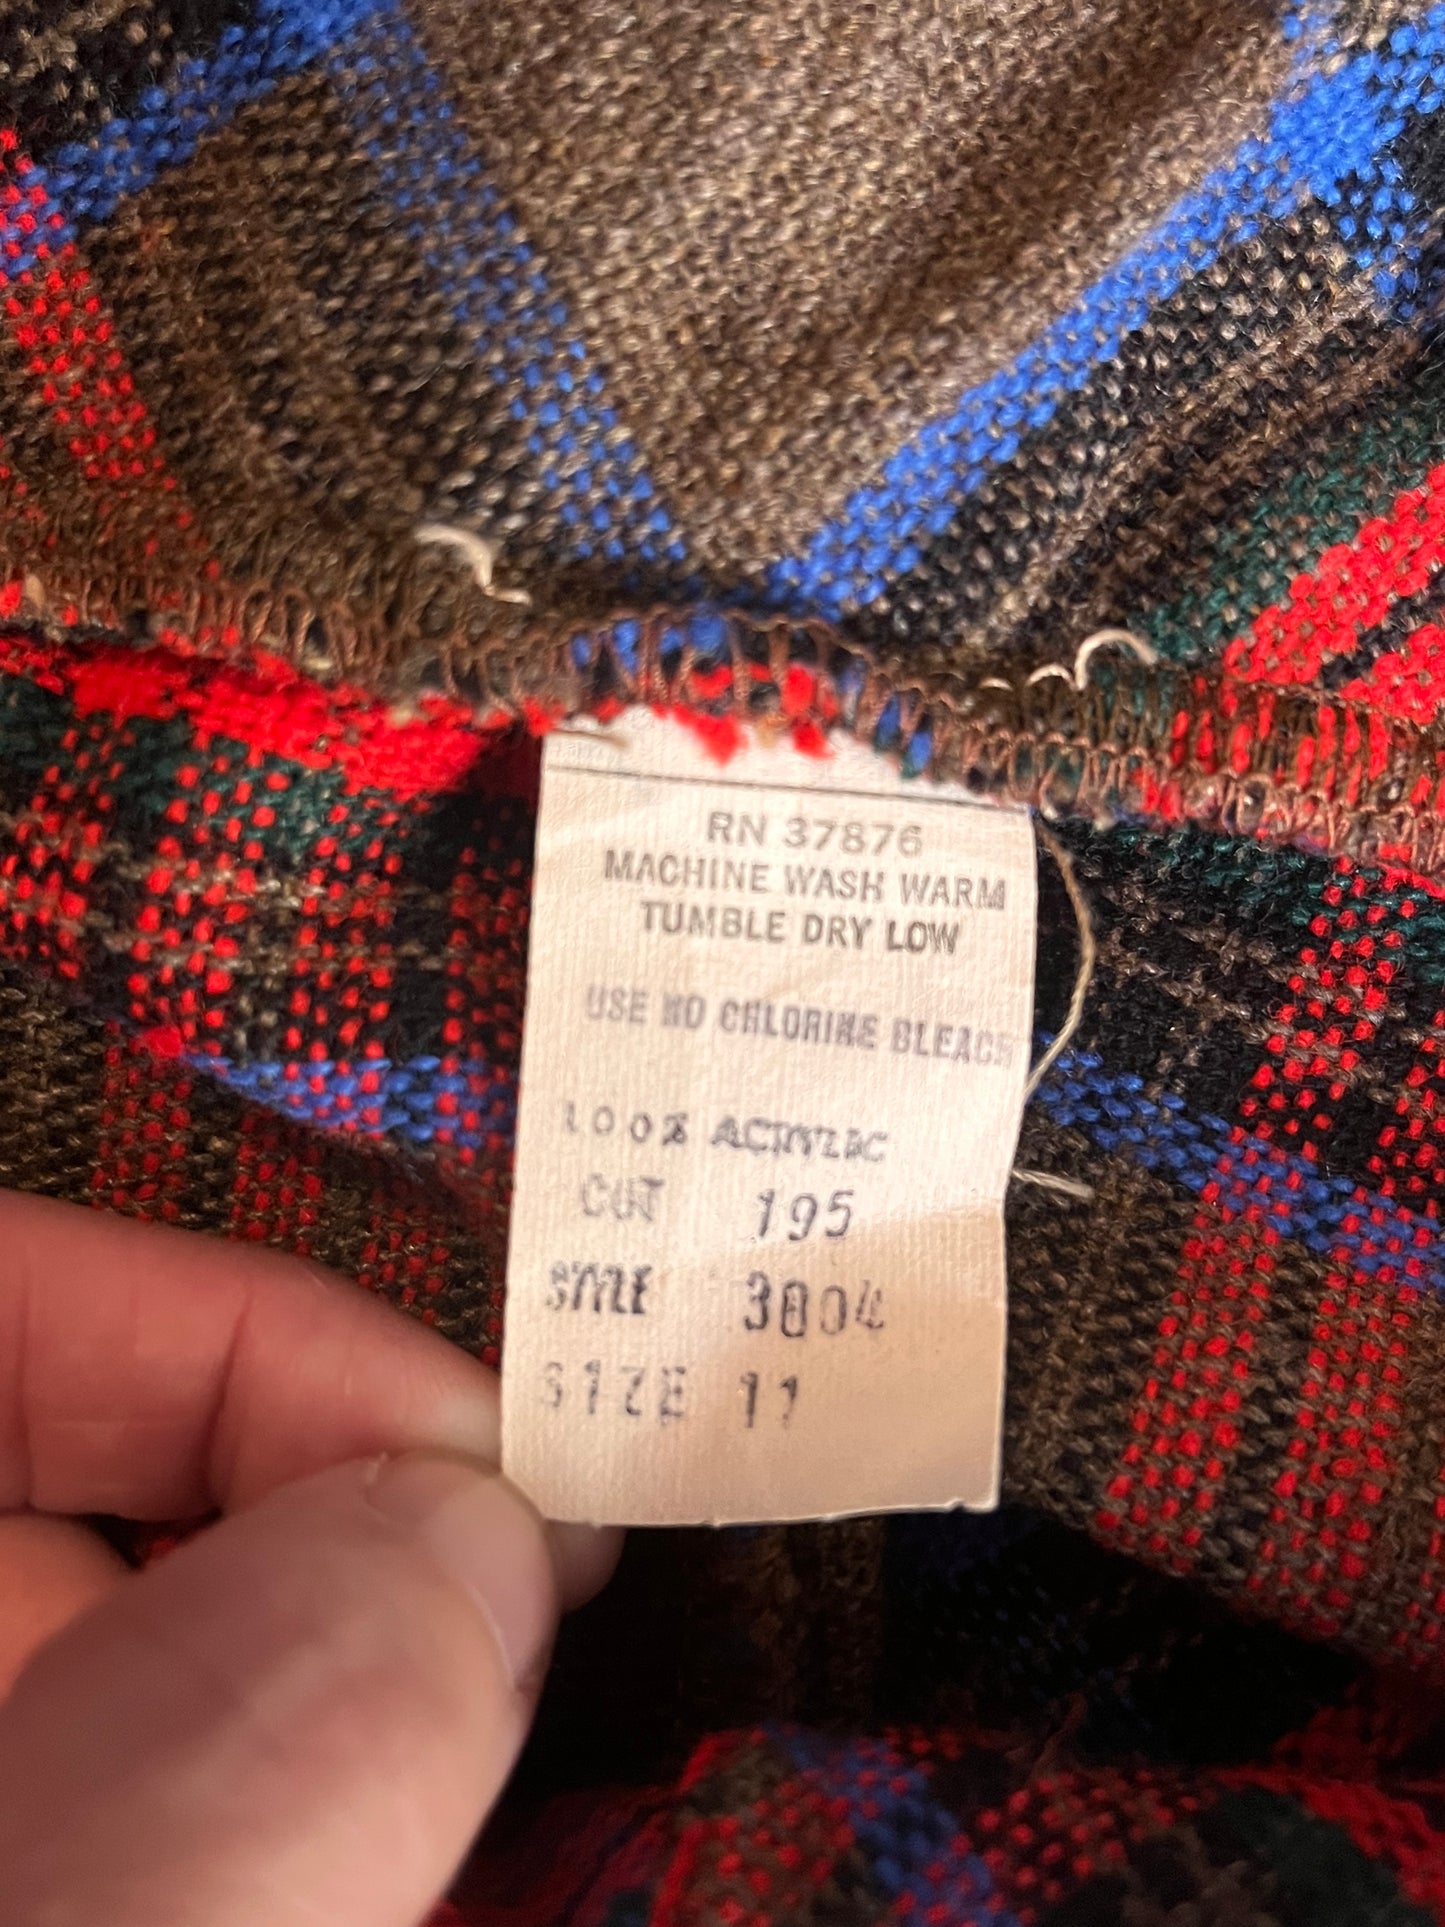 RN 37876
MACHINE WASH WARM
TUMBLE DRY LOW
USE NO CHLORINE BLEACH
100% ACRYLIC
CUT 195
STYLE 3804
SIZE 11